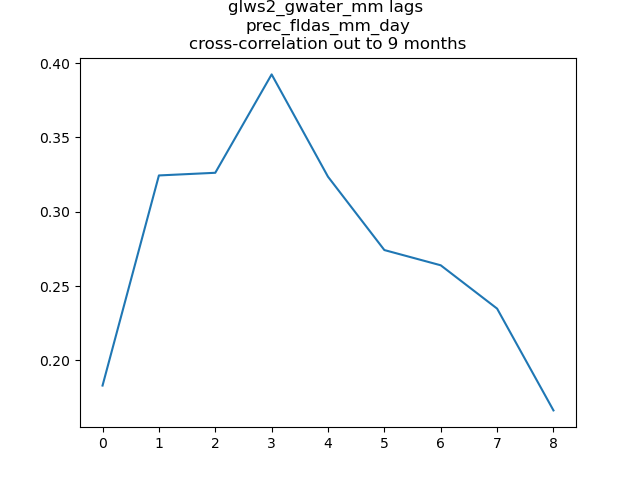 glws2_gwater_mm lags
prec_fldas_mm_day
cross-correlation out to 9 months
0.40
0.35
0.30
0.25
0.20
0 1 2 3 4 5 6 7 8